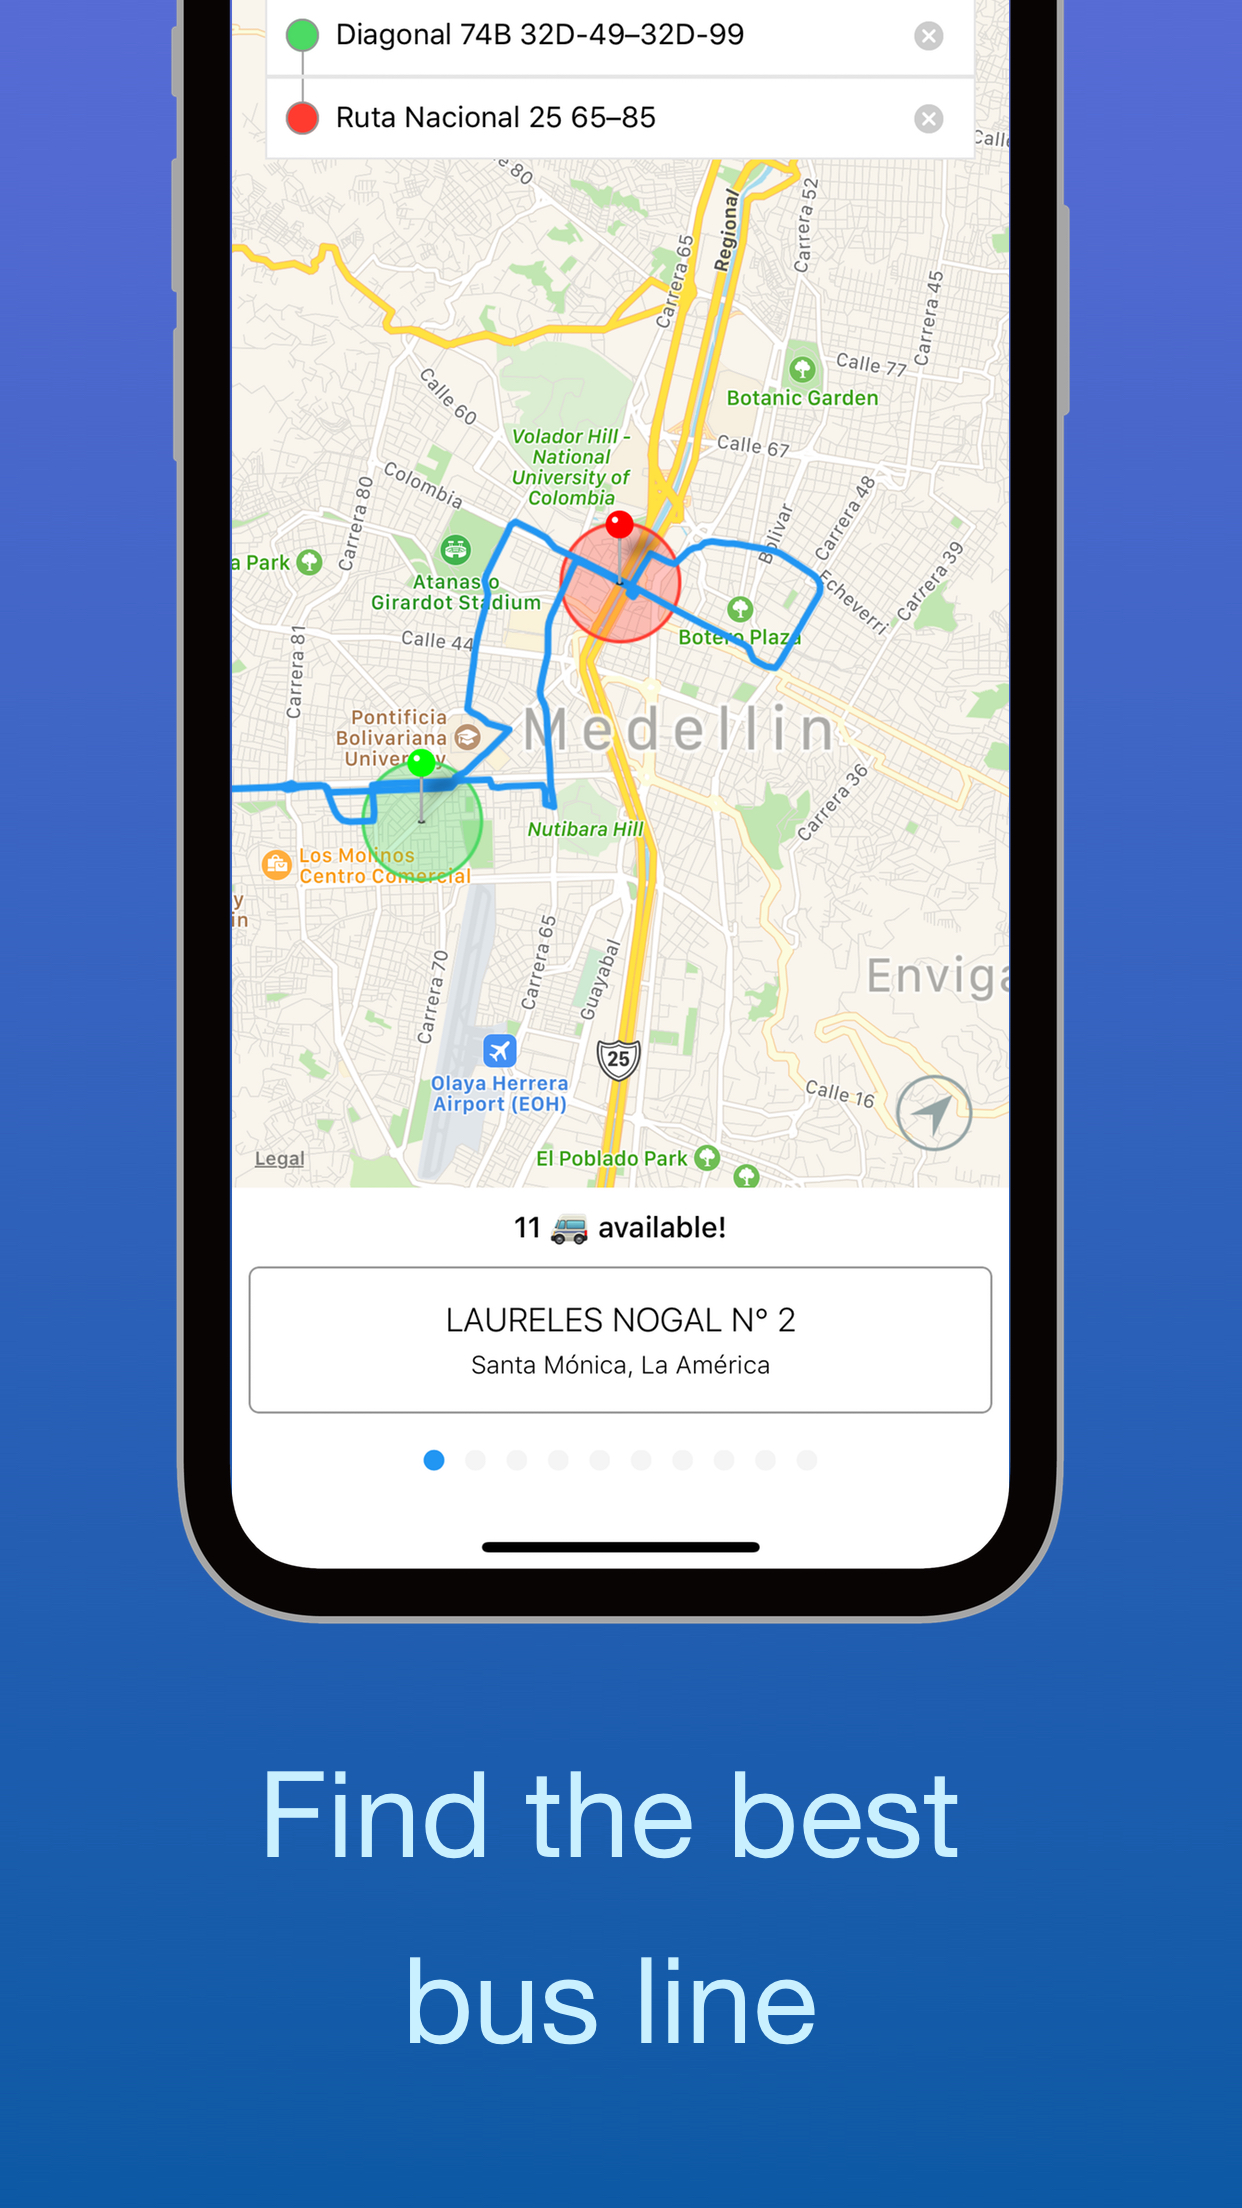 Diagonal 74B 32D-49–32D-99
Ruta Nacional 25 65–85
Calle
80
Regional
Carrera 52
Carrera 65
Carrera 45
Calle 77
Botanic Garden
Calle 60
Volador Hill -
National
University of
Colombia
Calle 67
Colombia
Carrera 80
Carrera 48
Bolivar
a Park
Atanasio
Girardot Stadium
Echeverri
Carrera 39
Botero Plaza
Calle 44
Carrera 81
Pontificia
Bolivariana
University
Medellin
Carrera 36
Nutibara Hill
Los Molinos
Centro Comercial
y
in
Carrera 70
Carrera 65
Guayabal
Enviga
25
Olaya Herrera
Airport (EOH)
Calle 16
Legal
El Poblado Park
11 available!
LAURELES NOGAL N° 2
Santa Mónica, La América
Find the best
bus line